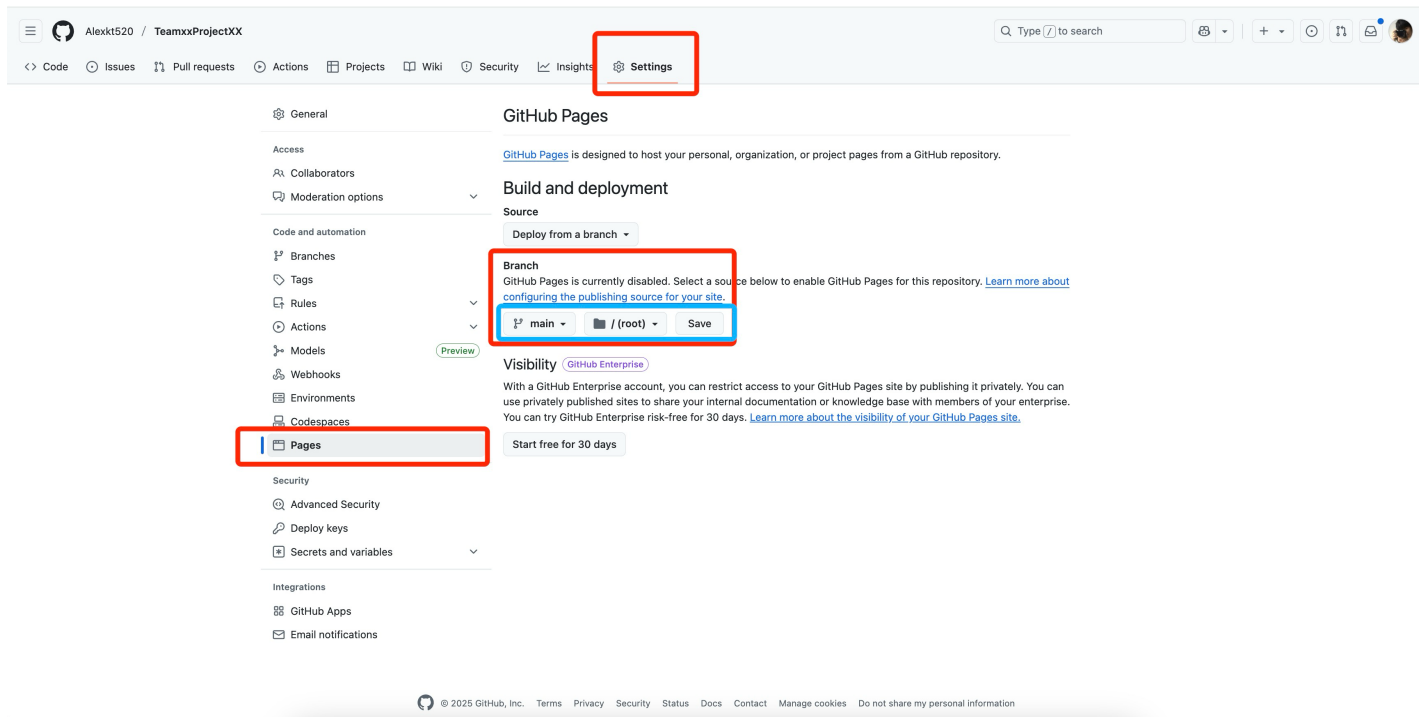 Alexkt520 / TeamxxProjectXX
Type / to search
Code Issues Pull requests Actions Projects Wiki Security Insights Settings
General
Access
Collaborators
Moderation options
Code and automation
Branches
Tags
Rules
Actions
Models Preview
Webhooks
Environments
Codespaces
Pages
Security
Advanced Security
Deploy keys
Secrets and variables
Integrations
GitHub Apps
Email notifications
GitHub Pages
GitHub Pages is designed to host your personal, organization, or project pages from a GitHub repository.
Build and deployment
Source
Deploy from a branch
Branch
GitHub Pages is currently disabled. Select a source below to enable GitHub Pages for this repository. Learn more about
configuring the publishing source for your site.
main / (root) Save
Visibility GitHub Enterprise
With a GitHub Enterprise account, you can restrict access to your GitHub Pages site by publishing it privately. You can
use privately published sites to share your internal documentation or knowledge base with members of your enterprise.
You can try GitHub Enterprise risk-free for 30 days. Learn more about the visibility of your GitHub Pages site.
Start free for 30 days
© 2025 GitHub, Inc. Terms Privacy Security Status Docs Contact Manage cookies Do not share my personal information